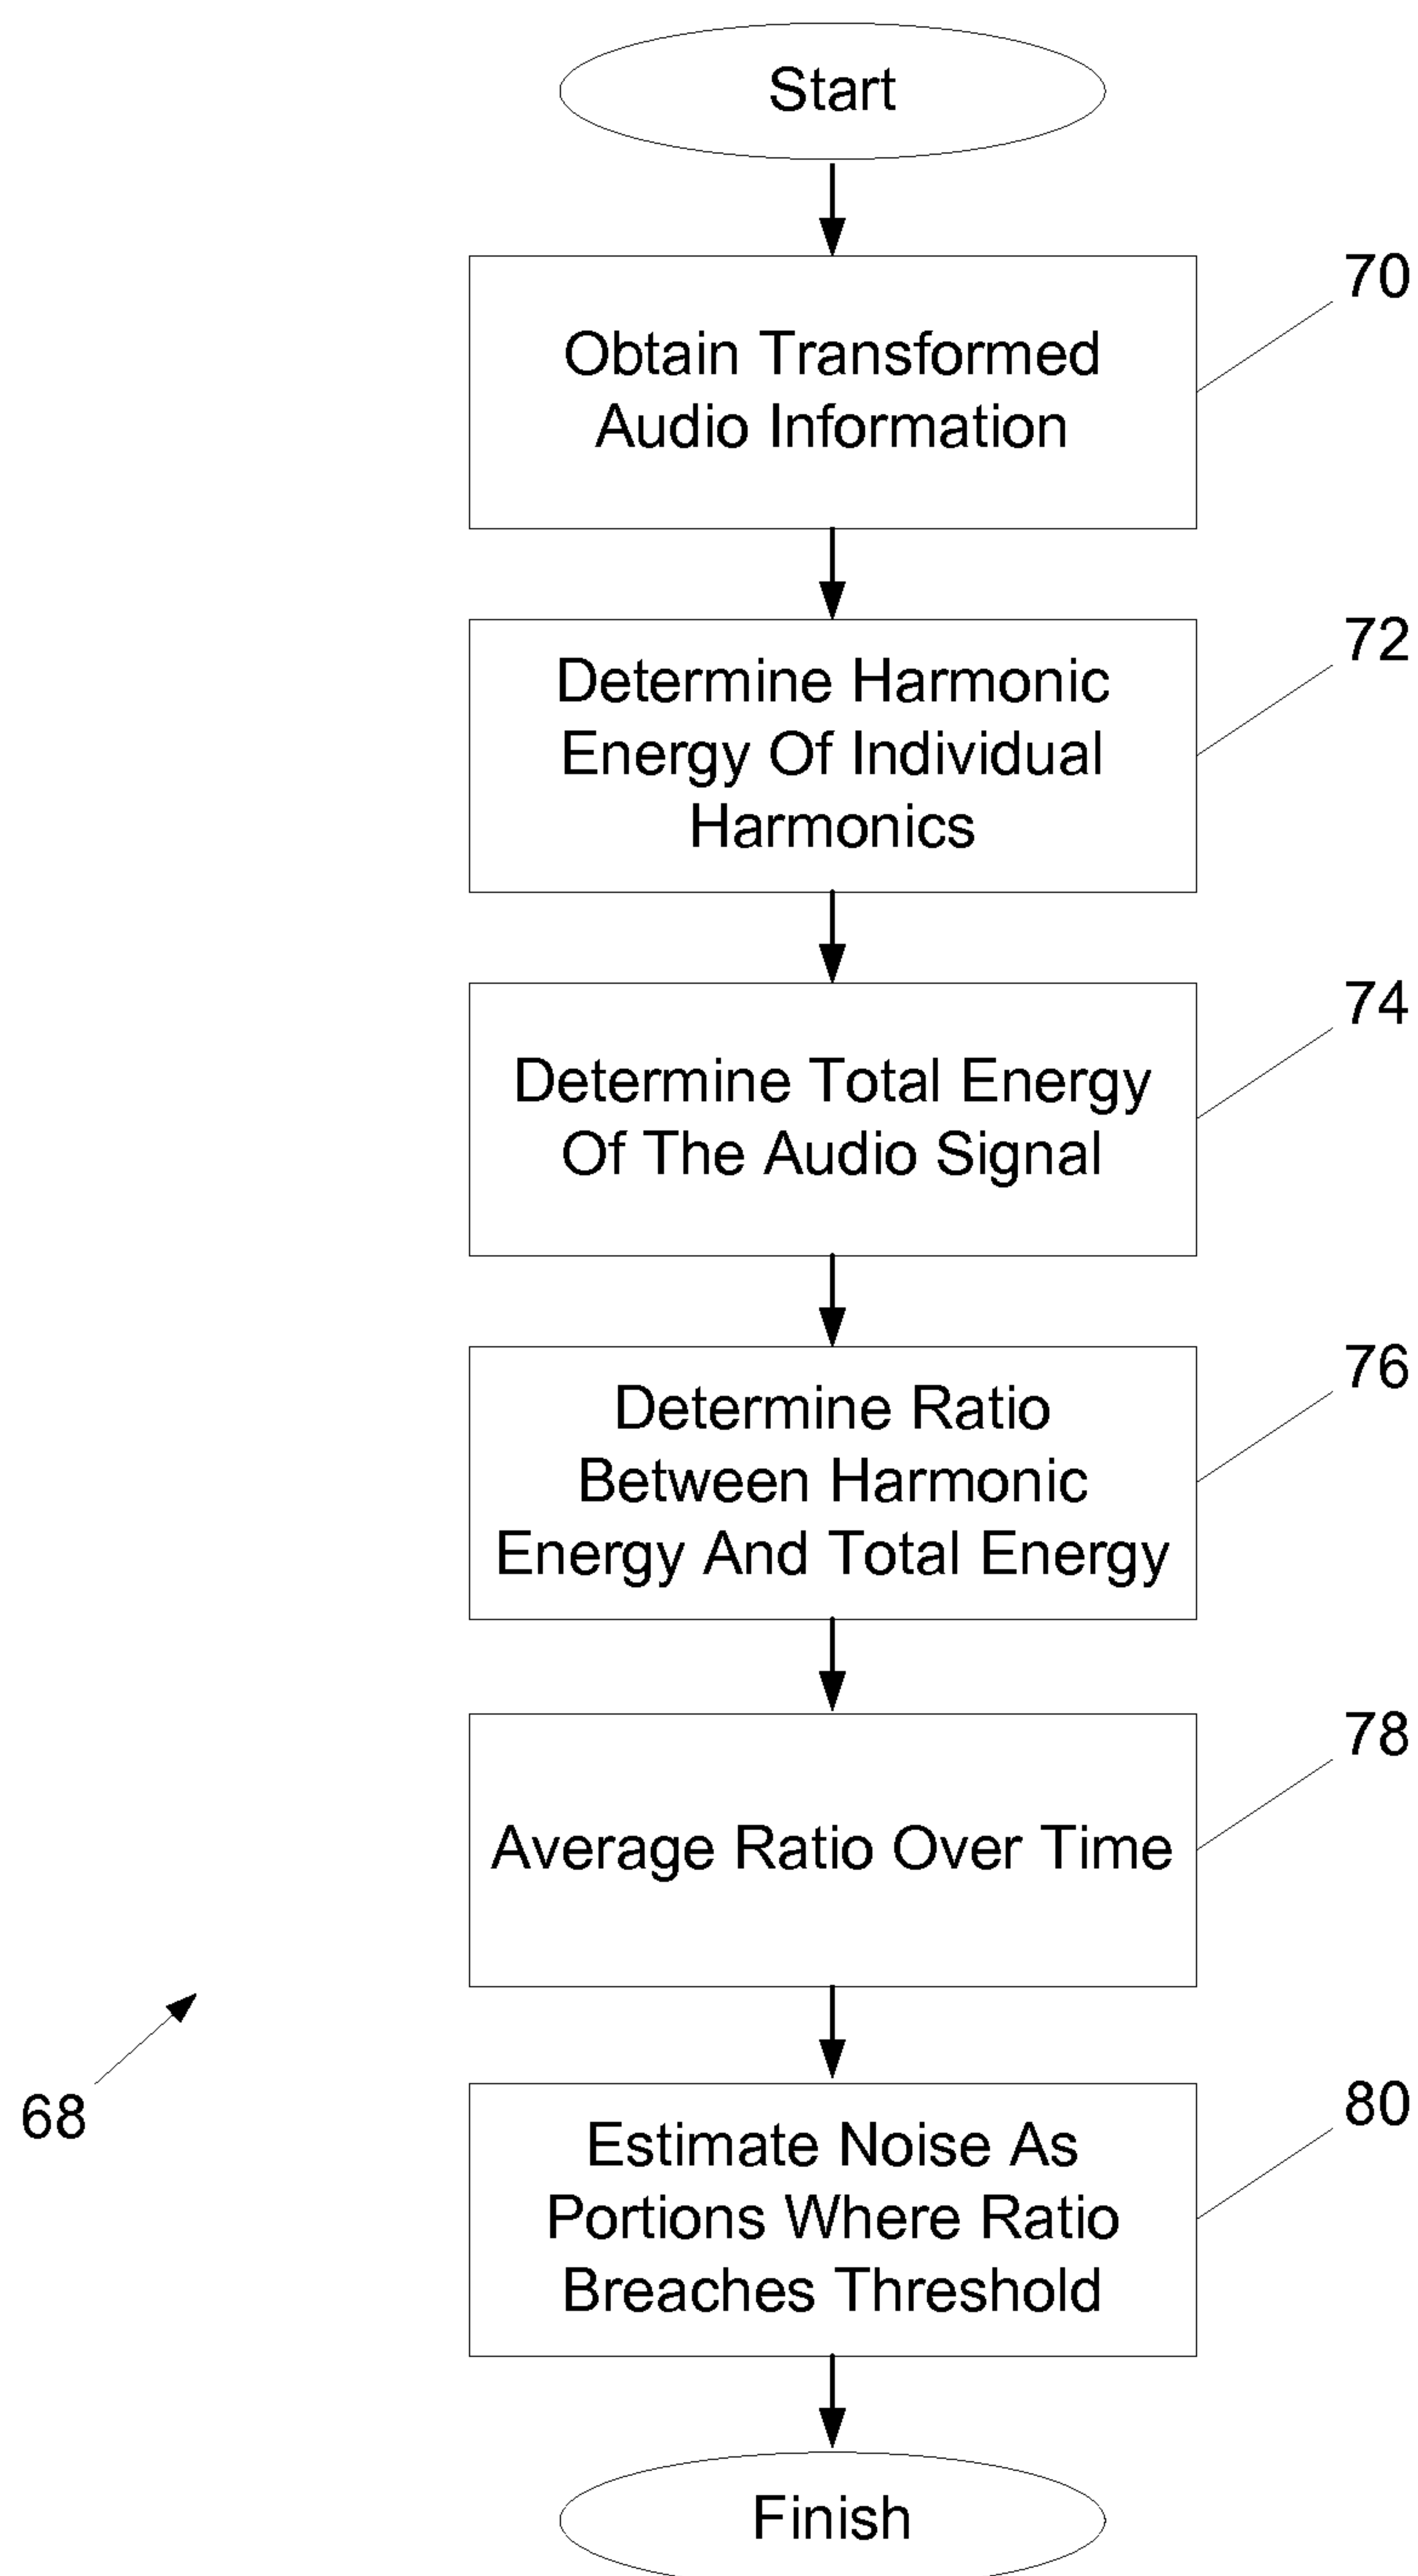 Start
70
Obtain Transformed
Audio Information
72
Determine Harmonic
Energy Of Individual
Harmonics
74
Determine Total Energy
Of The Audio Signal
76
Determine Ratio
Between Harmonic
Energy And Total Energy
78
Average Ratio Over Time
68
80
Estimate Noise As
Portions Where Ratio
Breaches Threshold
Finish